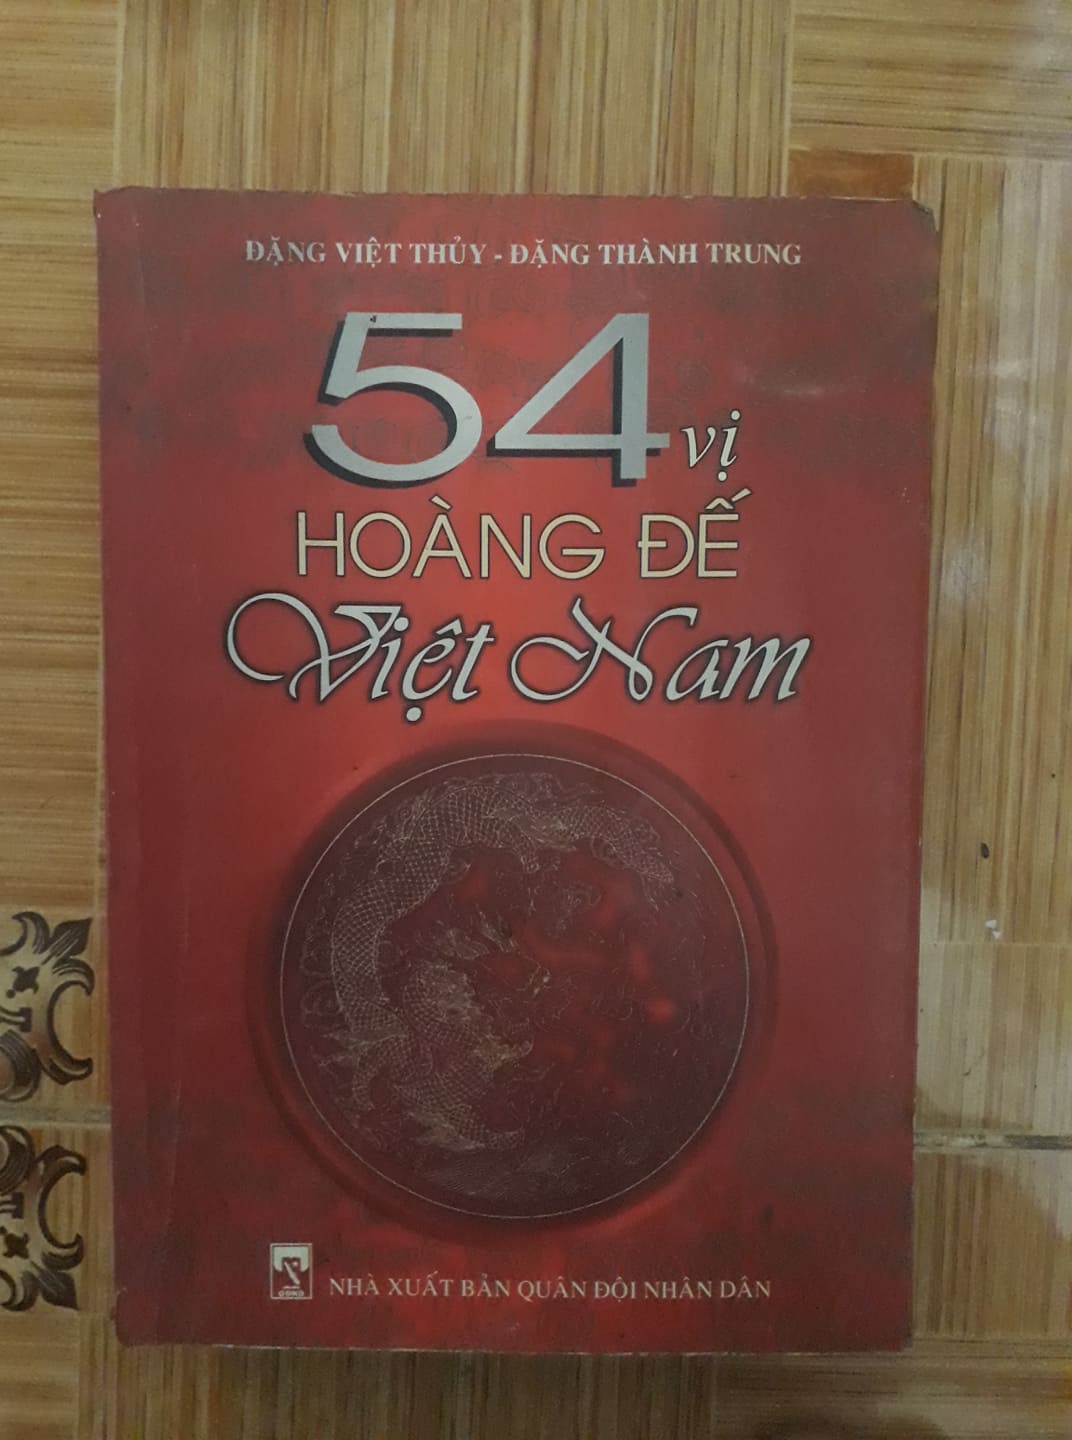 ĐẶNG VIỆT THỦY - ĐẶNG THÀNH TRUNG
54 vị
HOÀNG ĐẾ
Việt Nam
NHÀ XUẤT BẢN QUÂN ĐỘI NHÂN DÂN